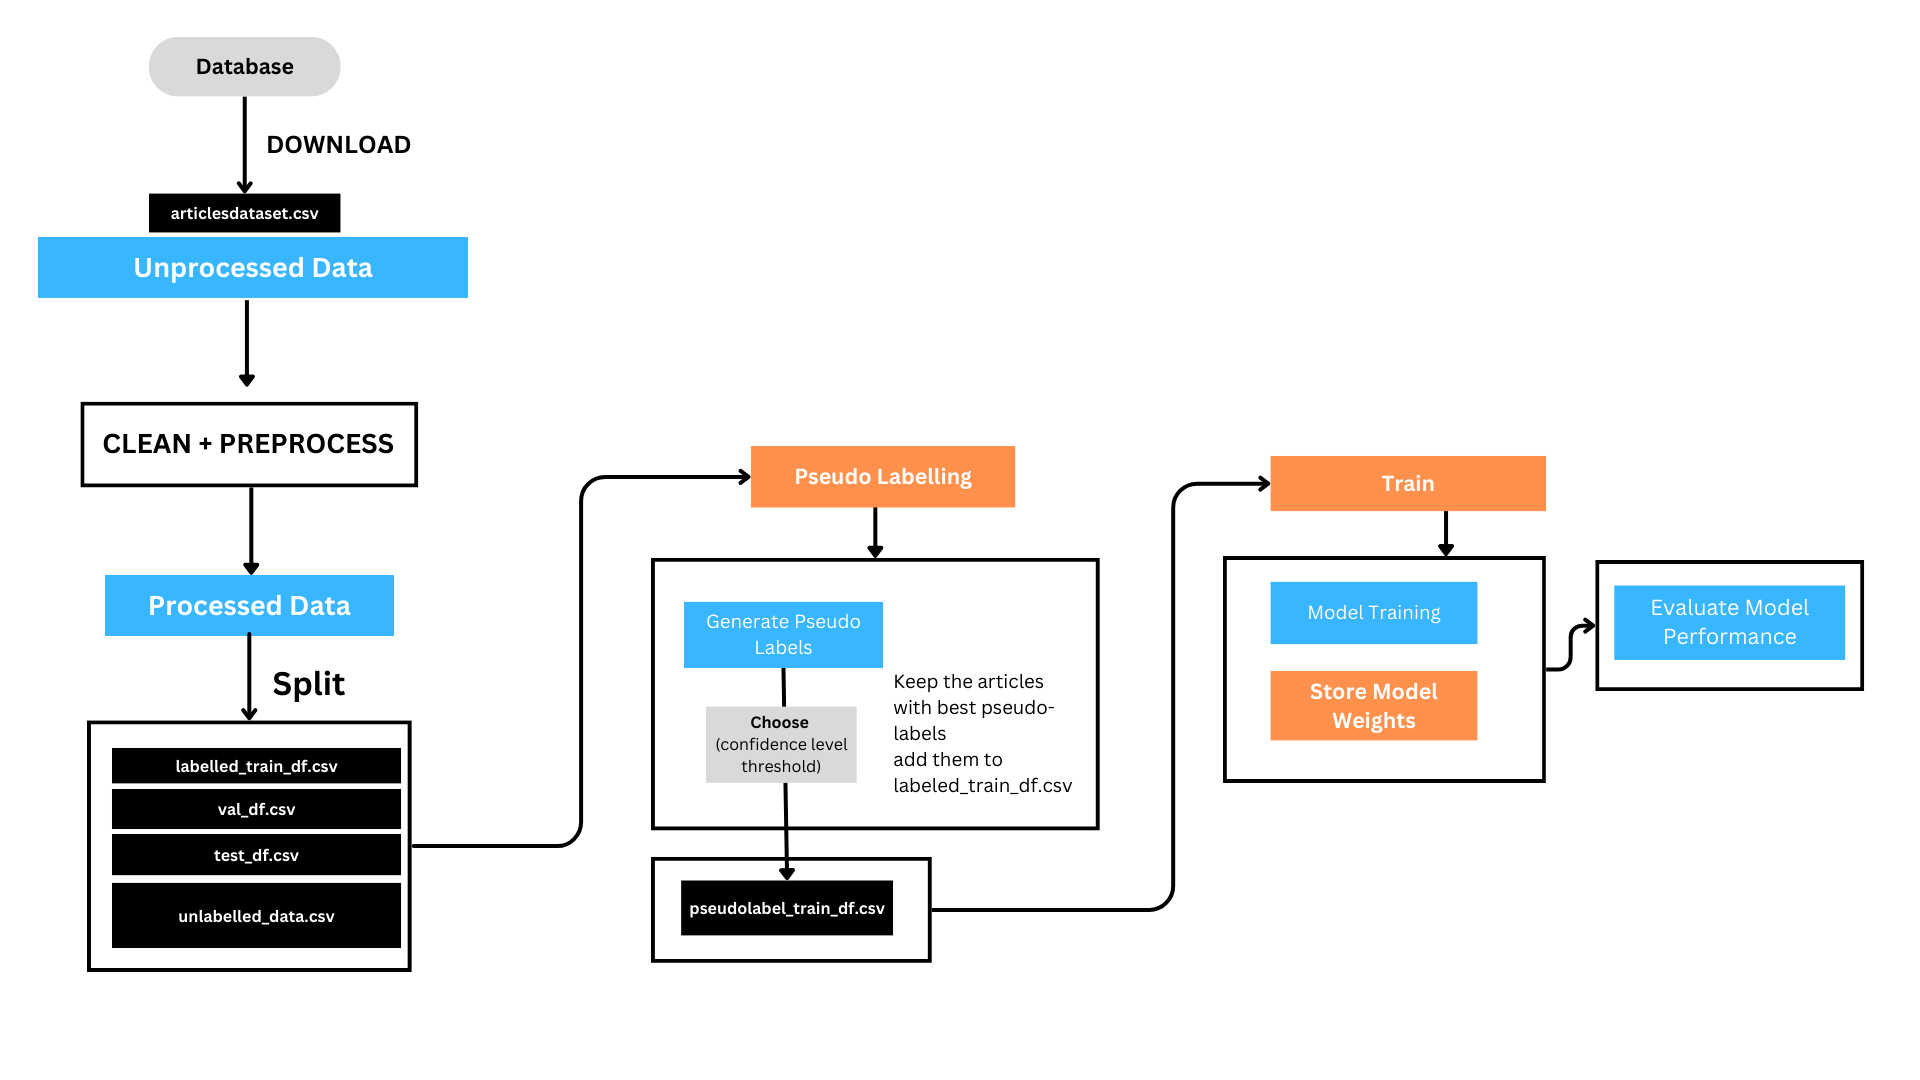 Database
DOWNLOAD
articlesdataset.csv
Unprocessed Data
CLEAN + PREPROCESS
Processed Data
Split
labelled_train_df.csv
val_df.csv
test_df.csv
unlabelled_data.csv
Pseudo Labelling
Generate Pseudo
Labels
Choose
(confidence level
threshold)
Keep the articles
with best pseudo-
labels
add them to
labeled_train_df.csv
pseudolabel_train_df.csv
Train
Model Training
Store Model
Weights
Evaluate Model
Performance